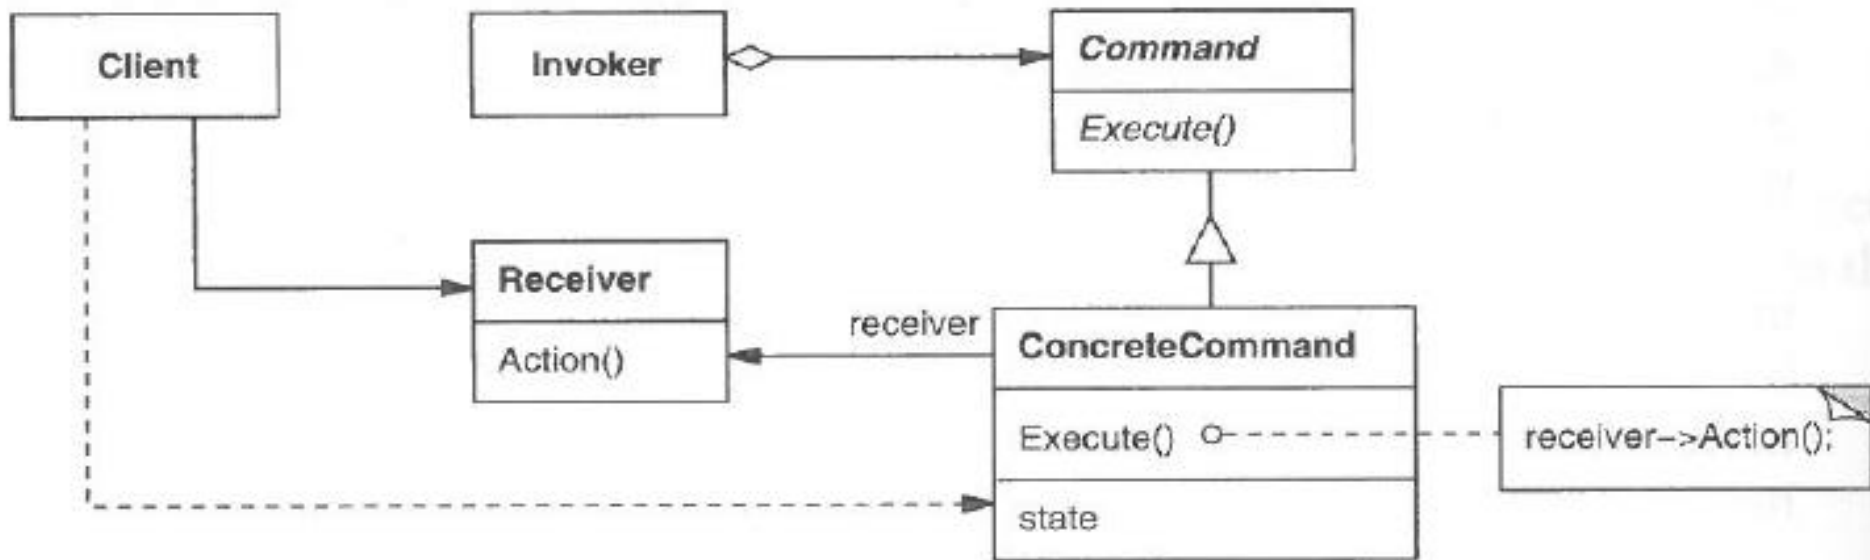 Client
Invoker
Command
Execute()
Receiver
Action()
receiver
ConcreteCommand
Execute()
receiver->Action();
state